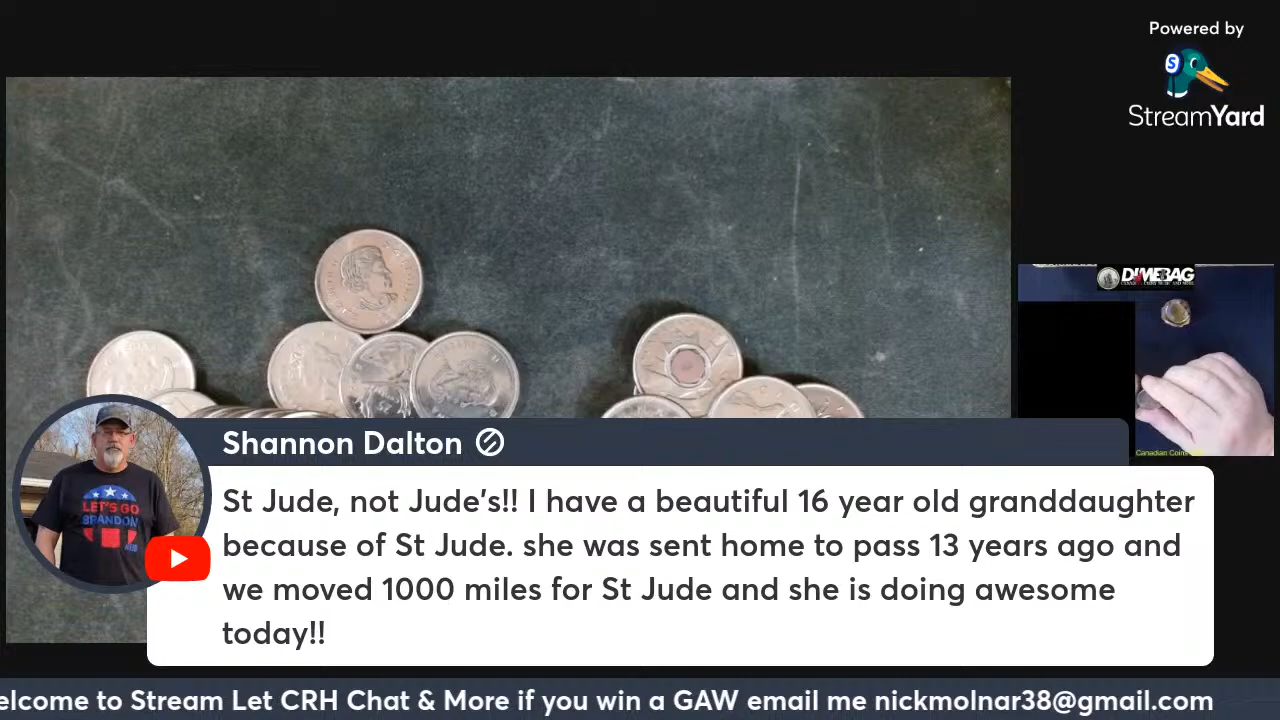 Powered by
StreamYard
DIMEBAG
Canadian Coins
Shannon Dalton
LET'S GO
BRANDON
St Jude, not Jude's!! I have a beautiful 16 year old granddaughter
because of St Jude. she was sent home to pass 13 years ago and
we moved 1000 miles for St Jude and she is doing awesome
today!!
elcome to Stream Let CRH Chat & More if you win a GAW email me nickmolnar38@gmail.com